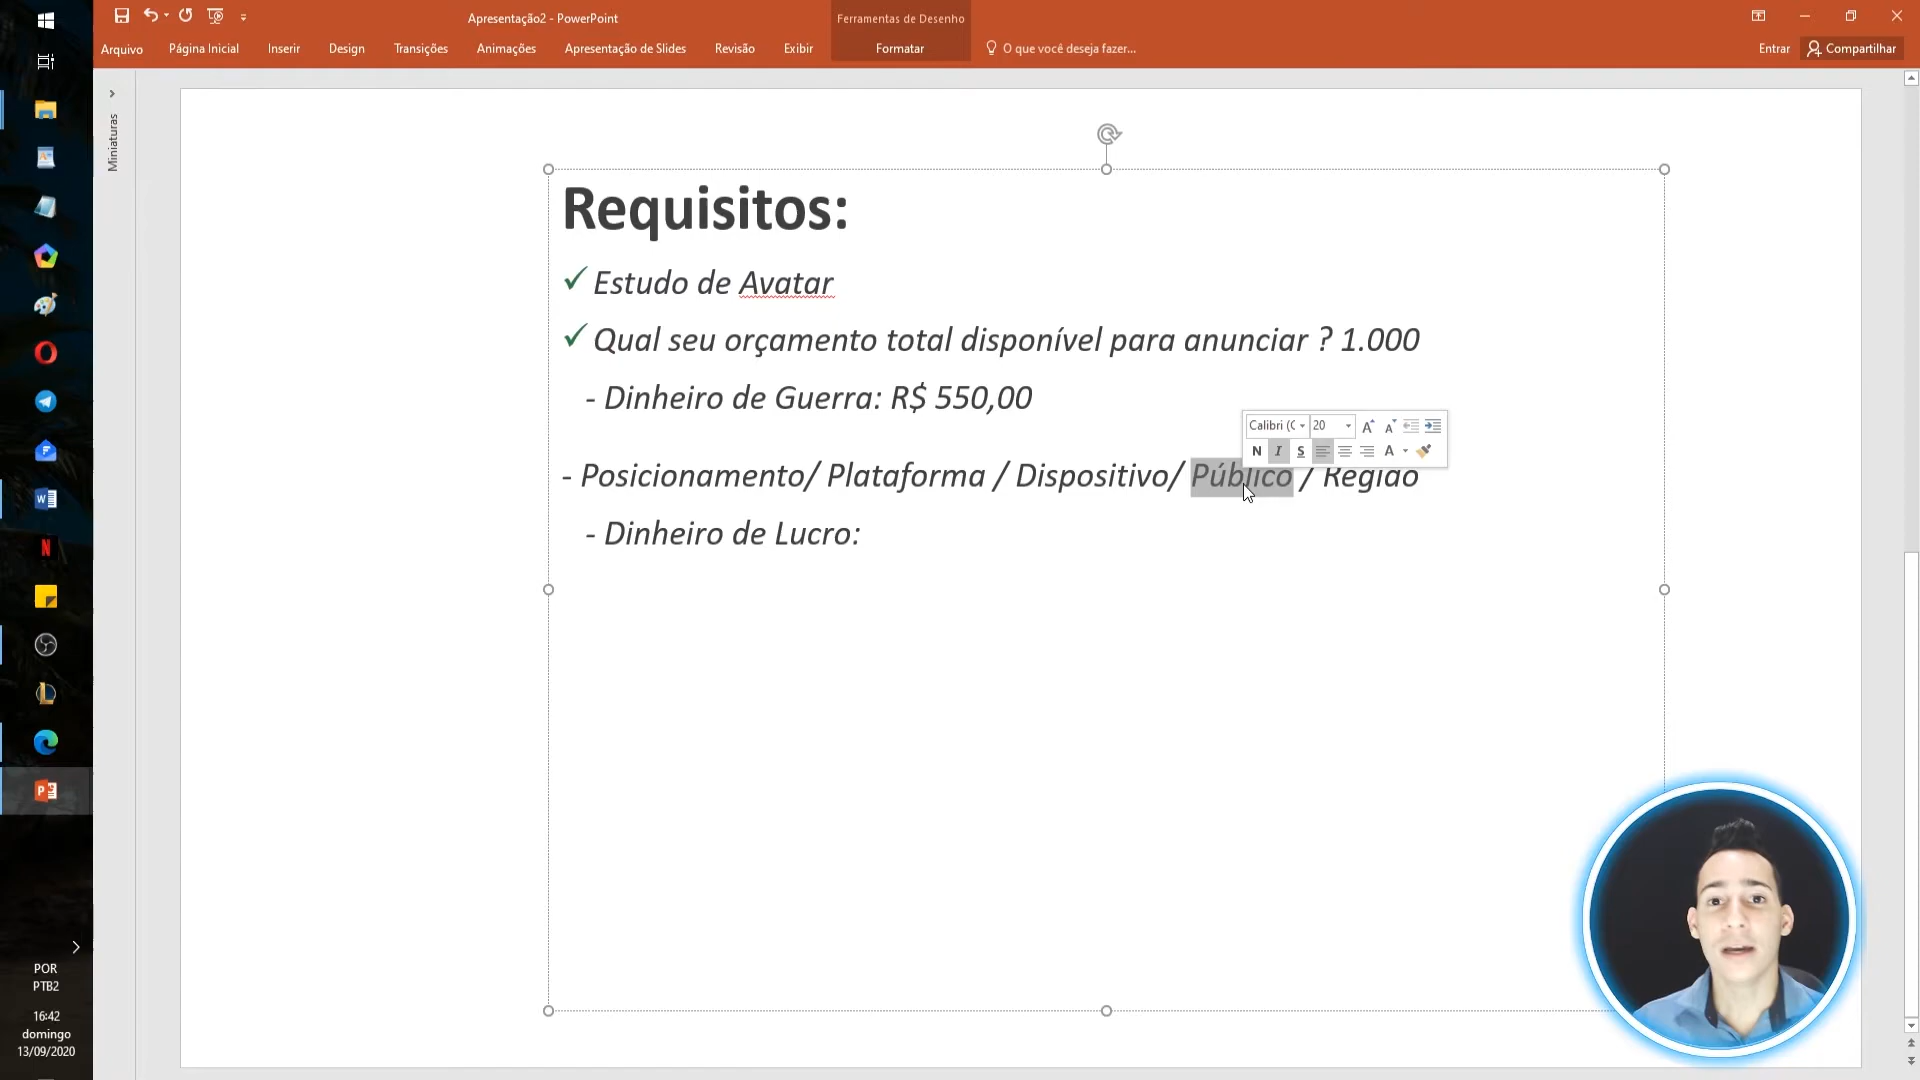 Apresentação2 - PowerPoint
Ferramentas de Desenho
Arquivo
Página Inicial
Inserir
Design
Transições
Animações
Apresentação de Slides
Revisão
Exibir
Formatar
O que você deseja fazer...
Entrar
Compartilhar
Miniaturas
Requisitos:
Estudo de Avatar
Qual seu orçamento total disponível para anunciar ? 1.000
- Dinheiro de Guerra: R$ 550,00
Calibri (C
20
N I S A
- Posicionamento/ Plataforma / Dispositivo/ Público / Região
- Dinheiro de Lucro:
POR
PTB2
16:42
domingo
13/09/2020